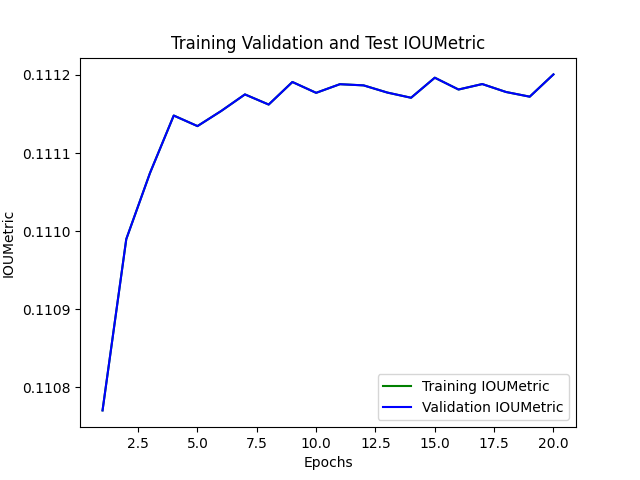 Training Validation and Test IOUMetric
0.1112
0.1111
0.1110
0.1109
0.1108
IOUMetric
Training IOUMetric
Validation IOUMetric
2.5 5.0 7.5 10.0 12.5 15.0 17.5 20.0
Epochs